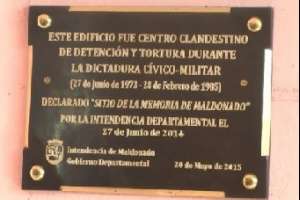 ESTE EDIFICIO FUE CENTRO CLANDESTINO
DE DETENCIÓN Y TORTURA DURANTE
LA DICTADURA CÍVICO-MILITAR
(27 de junio de 1973 - 28 de Febrero de 1985)
DECLARADO "SITIO DE LA MEMORIA DE MALDONADO"
POR LA INTENDENCIA DEPARTAMENTAL EL
27 de Junio de 2014
Intendencia de Maldonado
Gobierno Departamental
20 de Mayo de 2015